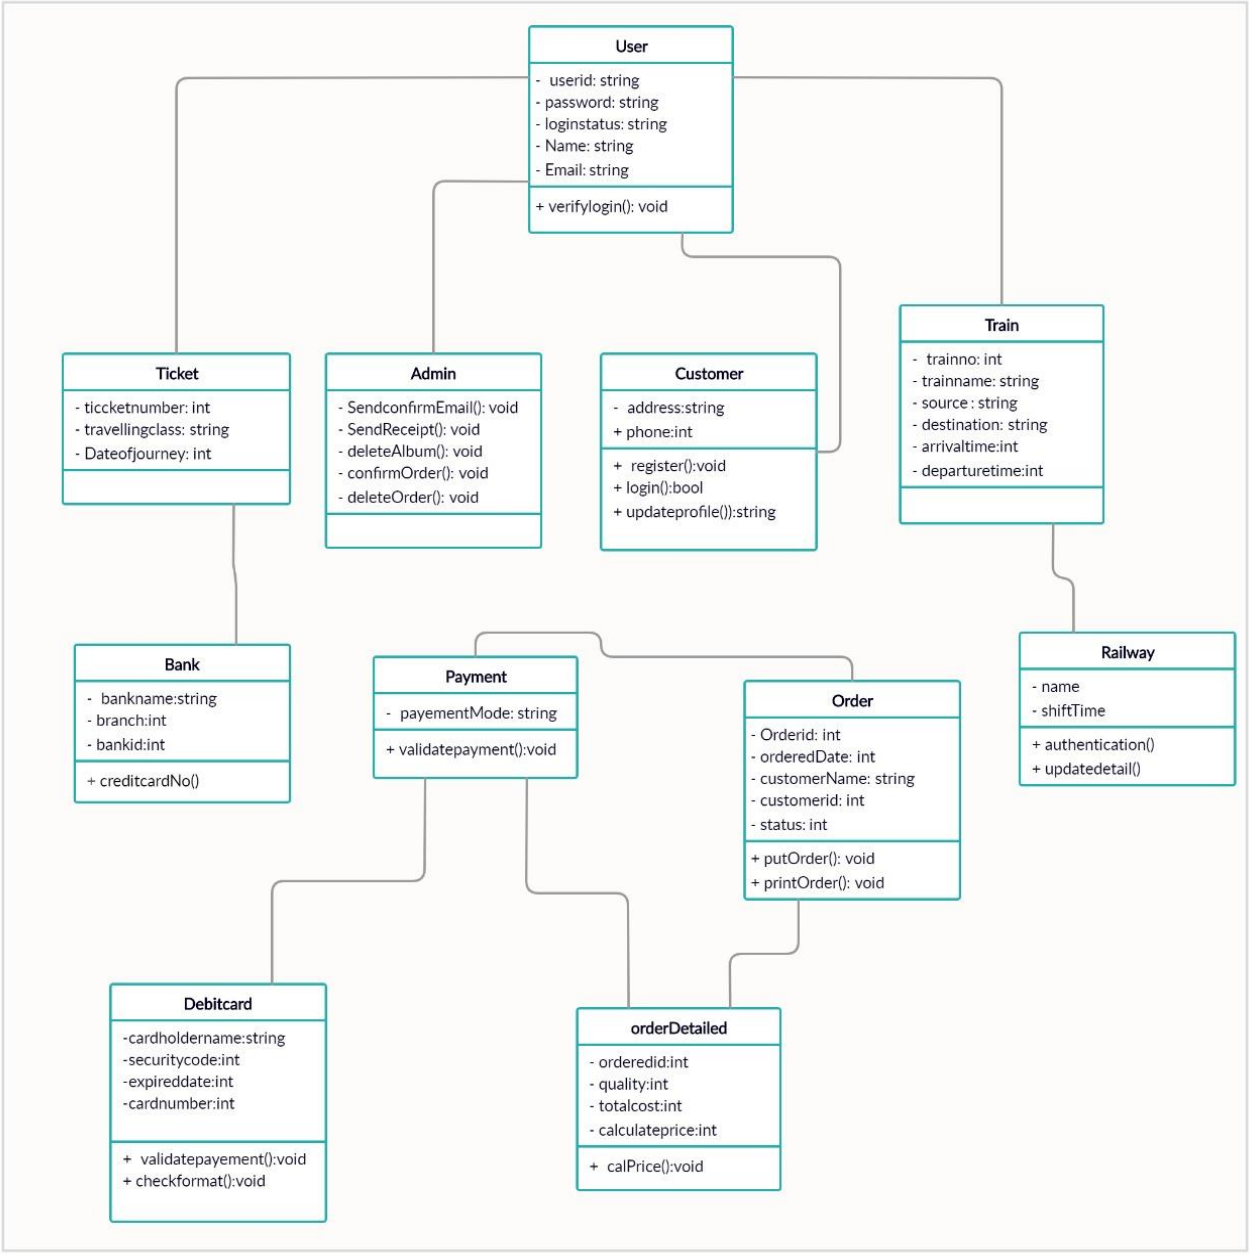 User
- userid: string
- password: string
- loginstatus: string
- Name: string
- Email: string
+ verifylogin(): void
Ticket
- ticcketnumber: int
- travellingclass: string
- Dateofjourney: int
Admin
- SendconfirmEmail(): void
- SendReceipt(): void
- deleteAlbum(): void
- confirmOrder(): void
- deleteOrder(): void
Customer
- address:string
+ phone:int
+ register():void
+ login():bool
+ updateprofile()):string
Train
- trainno: int
- trainname: string
- source : string
- destination: string
- arrivaltime:int
- departuretime:int
Bank
- bankname:string
- branch:int
- bankid:int
+ creditcardNo()
Payment
- payementMode: string
+ validatepayment():void
Order
- Orderid: int
- orderedDate: int
- customerName: string
- customerid: int
- status: int
+ putOrder(): void
+ printOrder(): void
Railway
- name
- shiftTime
+ authentication()
+ updatedetail()
Debitcard
-cardholdername:string
-securitycode:int
-expireddate:int
-cardnumber:int
+ validatepayement():void
+ checkformat():void
orderDetailed
- orderedid:int
- quality:int
- totalcost:int
- calculateprice:int
+ calPrice():void